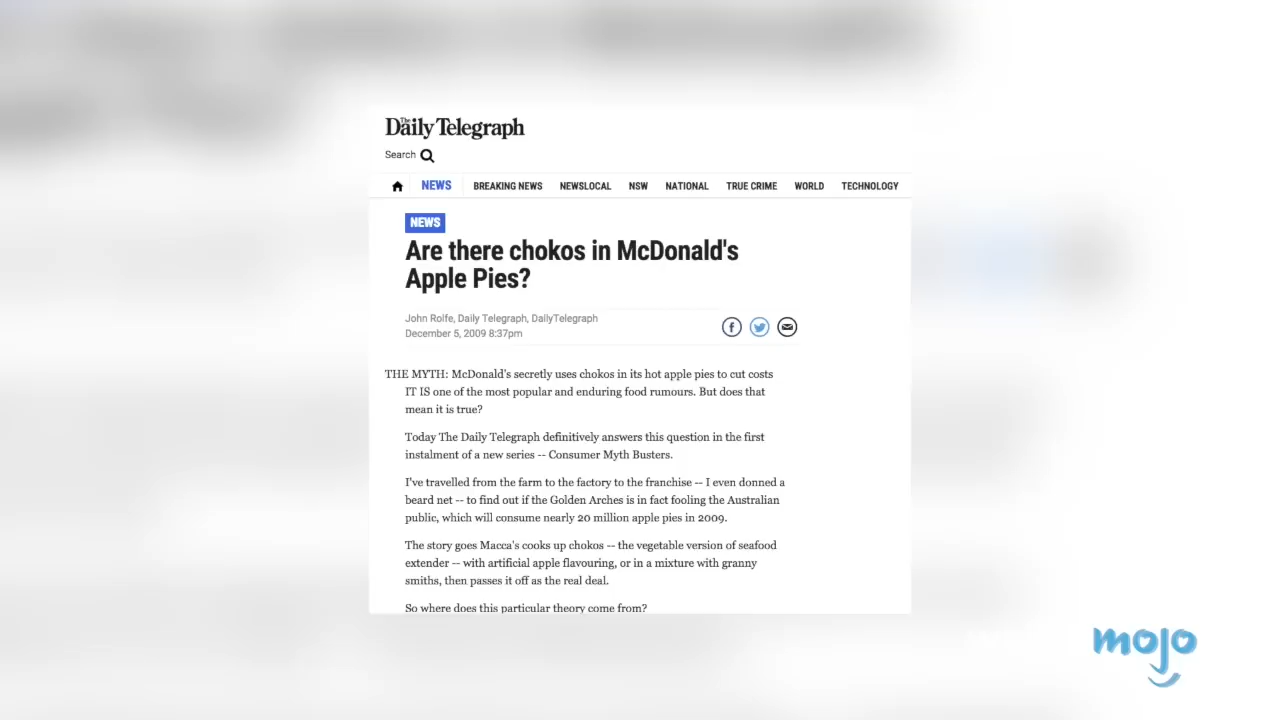 The Daily Telegraph
Search
NEWS BREAKING NEWS NEWSLOCAL NSW NATIONAL TRUE CRIME WORLD TECHNOLOGY
NEWS
Are there chokos in McDonald's
Apple Pies?
John Rolfe, Daily Telegraph, DailyTelegraph
December 5, 2009 8:37pm
THE MYTH: McDonald's secretly uses chokos in its hot apple pies to cut costs
IT IS one of the most popular and enduring food rumours. But does that
mean it is true?
Today The Daily Telegraph definitively answers this question in the first
instalment of a new series -- Consumer Myth Busters.
I've travelled from the farm to the factory to the franchise -- I even donned a
beard net -- to find out if the Golden Arches is in fact fooling the Australian
public, which will consume nearly 20 million apple pies in 2009.
The story goes Macca's cooks up chokos -- the vegetable version of seafood
extender -- with artificial apple flavouring, or in a mixture with granny
smiths, then passes it off as the real deal.
So where does this particular theory come from?
mojo